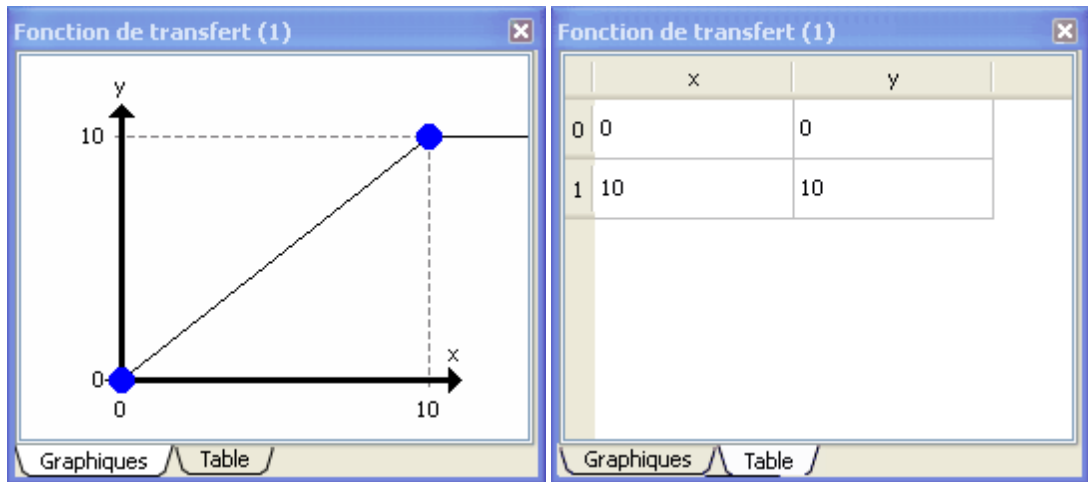 Fonction de transfert (1)
y
10
x
0
0
10
Graphiques
Table
Fonction de transfert (1)
x y
0 0 0
1 10 10
Graphiques
Table